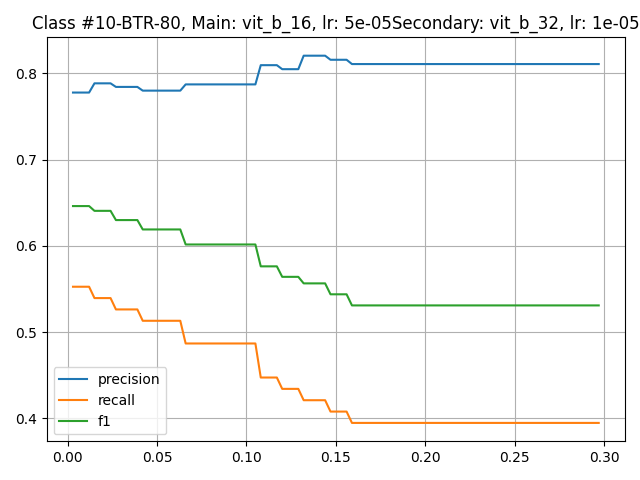 Class #10-BTR-80, Main: vit_b_16, lr: 5e-05Secondary: vit_b_32, lr: 1e-05
0.8
0.7
0.6
0.5
0.4
precision
recall
f1
0.00 0.05 0.10 0.15 0.20 0.25 0.30